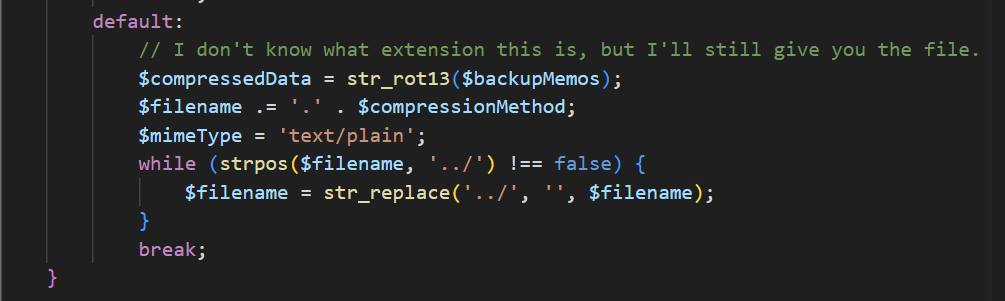 default:
// I don't know what extension this is, but I'll still give you the file.
$compressedData = str_rot13($backupMemos);
$filename .= '.' . $compressionMethod;
$mimeType = 'text/plain';
while (strpos($filename, '../') !== false) {
$filename = str_replace('../', '', $filename);
}
break;
}